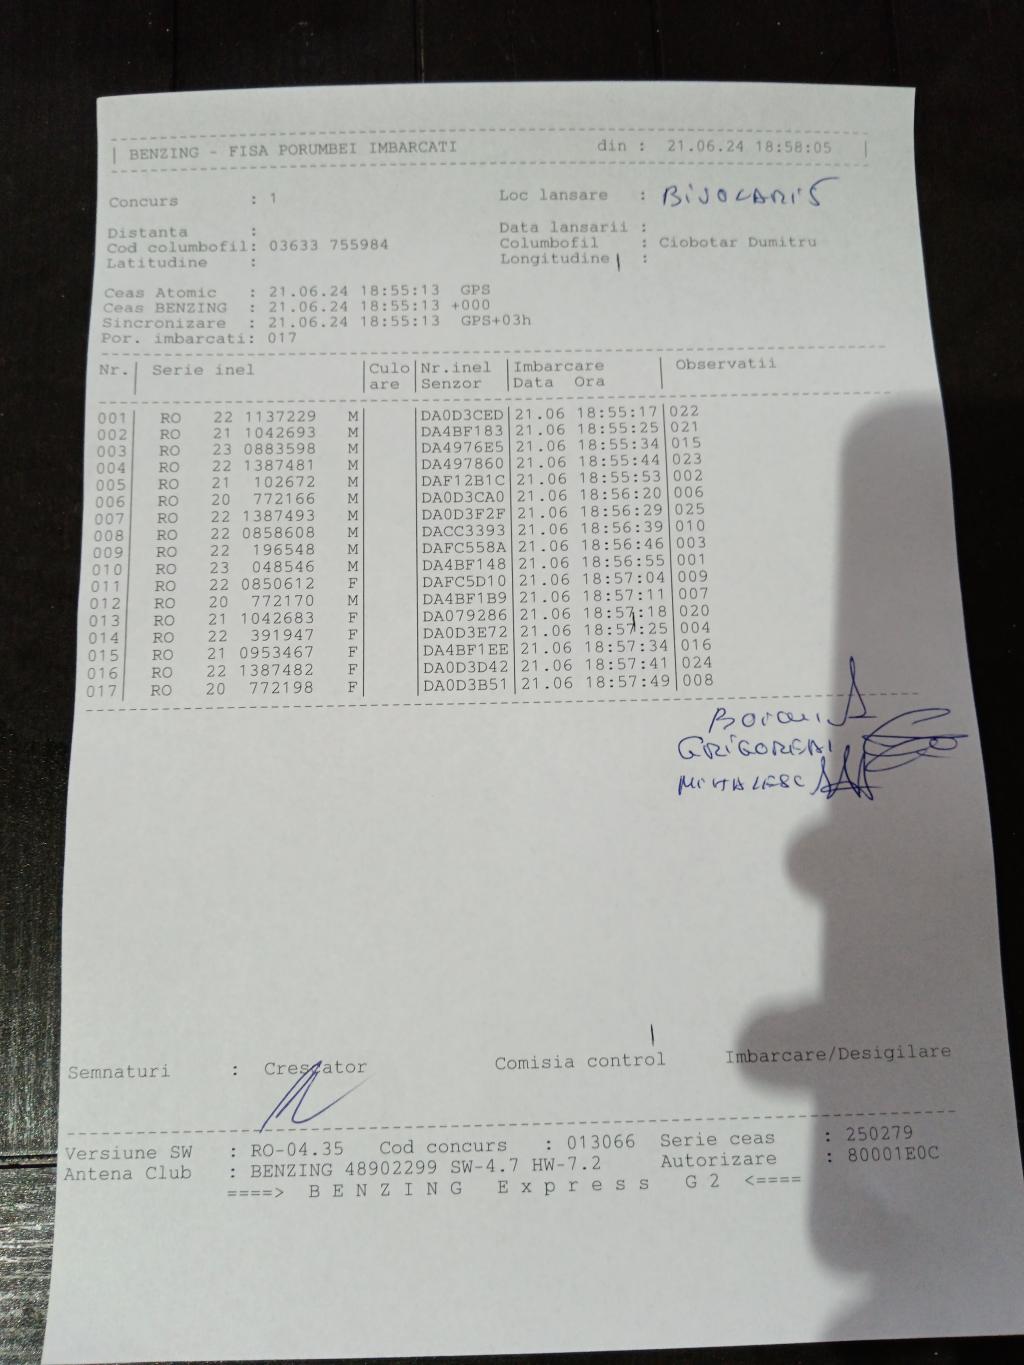 BENZING - FISA PORUMBEI IMBARCATI din : 21.06.24 18:58:05
Concurs : 1 Loc lansare : BIVOLARI 5
Distanta : Data lansarii :
Cod columbofil: 03633 755984 Columbofil : Ciobotar Dumitru
Latitudine : Longitudine :
Ceas Atomic : 21.06.24 18:55:13 GPS
Ceas BENZING : 21.06.24 18:55:13 +000
Sincronizare : 21.06.24 18:55:13 GPS+03h
Por. imbarcati: 017
Nr. Serie inel Culo Nr.inel Imbarcare Observatii
are Senzor Data Ora
001 RO 22 1137229 M DA0D3CED 21.06 18:55:17 022
002 RO 21 1042693 M DA4BF183 21.06 18:55:25 021
003 RO 23 0883598 M DA4976E5 21.06 18:55:34 015
004 RO 22 1387481 M DA497860 21.06 18:55:44 023
005 RO 21 102672 M DAF12B1C 21.06 18:55:53 002
006 RO 20 772166 M DA0D3CA0 21.06 18:56:20 006
007 RO 22 1387493 M DA0D3F2F 21.06 18:56:29 025
008 RO 22 0858608 M DACC3393 21.06 18:56:39 010
009 RO 22 196548 M DAFC558A 21.06 18:56:46 003
010 RO 23 048546 M DA4BF148 21.06 18:56:55 001
011 RO 22 0850612 F DAFC5D10 21.06 18:57:04 009
012 RO 20 772170 M DA4BF1B9 21.06 18:57:11 007
013 RO 21 1042683 F DA079286 21.06 18:57:18 020
014 RO 22 391947 F DA0D3E72 21.06 18:57:25 004
015 RO 21 0953467 F DA4BF1EE 21.06 18:57:34 016
016 RO 22 1387482 F DA0D3D42 21.06 18:57:41 024
017 RO 20 772198 F DA0D3B51 21.06 18:57:49 008
GRIGOREAI
Semnaturi : Crescator Comisia control Imbarcare/Desigilare
Versiune SW : RO-04.35 Cod concurs : 013066 Serie ceas : 250279
Antena Club : BENZING 48902299 SW-4.7 HW-7.2 Autorizare : 80001E0C
====> B E N Z I N G E x p r e s s G 2 <====